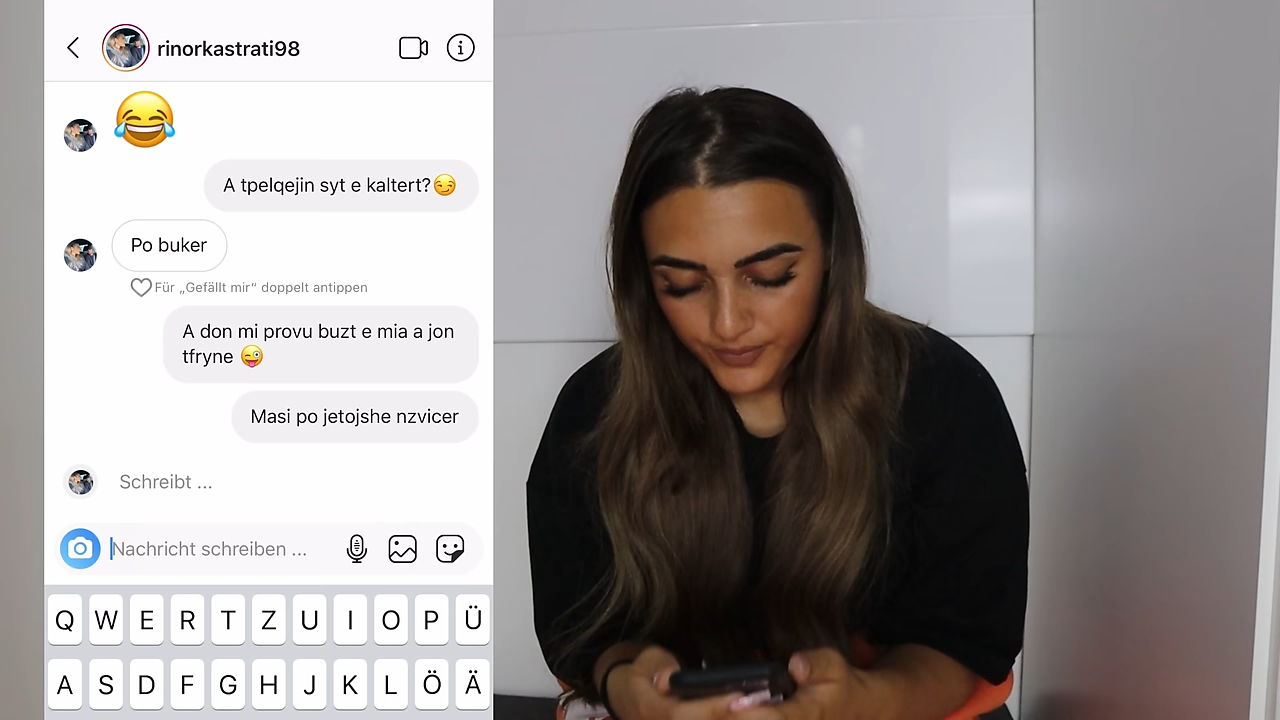 rinorkastrati98
😂
A tpelqejin syt e kaltert?😏
Po buker
Für „Gefällt mir“ doppelt antippen
A don mi provu buzt e mia a jon
tfryne 😜
Masi po jetojshe nzvicer
Schreibt ...
Nachricht schreiben ...
Q W E R T Z U I O P Ü
A S D F G H J K L Ö Ä